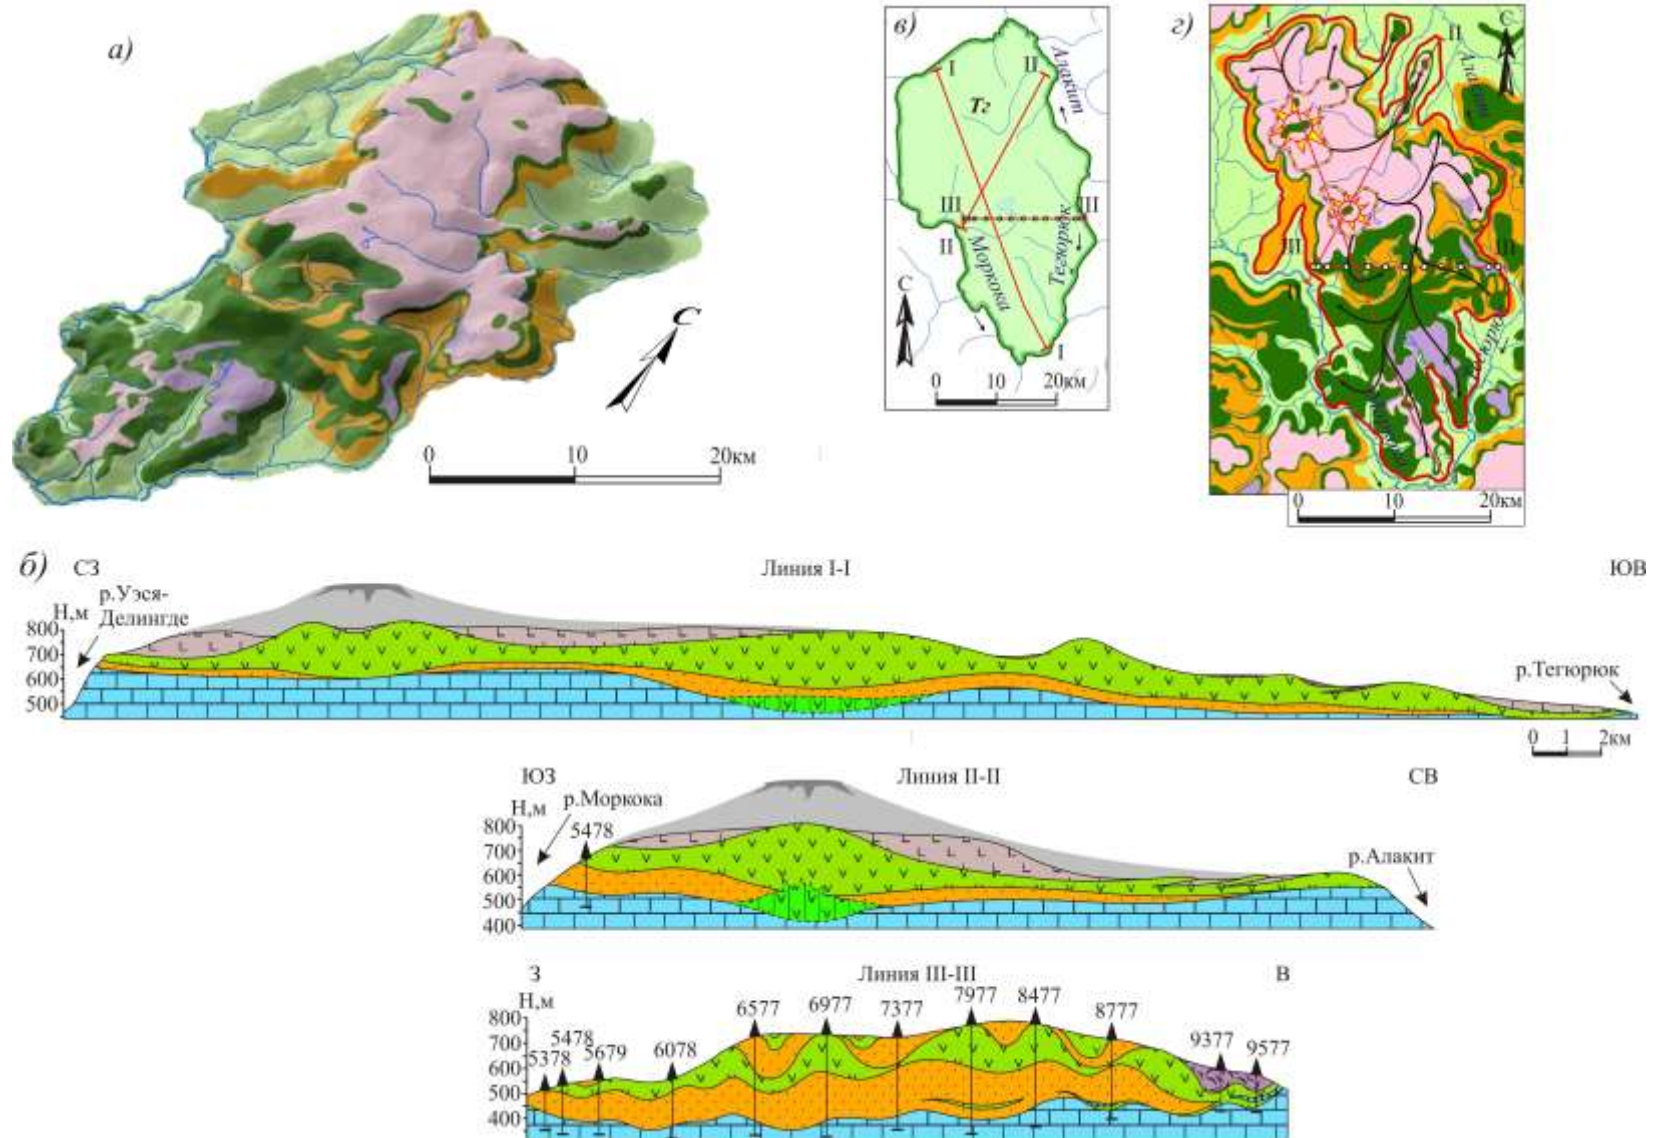 а)
С
0 10 20км
в)
I
II
Тг
Алакит
III
III
II
Моркока
Тегюрюк
С
I
0 10 20км
г)
I
II
С
Алакит
III
III
II
0 10 20км
б)
СЗ
Линия I-I
ЮВ
р.Уэся-
Делингде
Н,м
800
700
600
500
р.Тегюрюк
0 1 2км
ЮЗ
Линия II-II
СВ
р.Моркока
Н,м
5478
800
700
600
500
400
р.Алакит
З
Линия III-III
В
Н,м
800
700
600
500
400
5378
5478
5679
6078
6577
6977
7377
7977
8477
8777
9377
9577